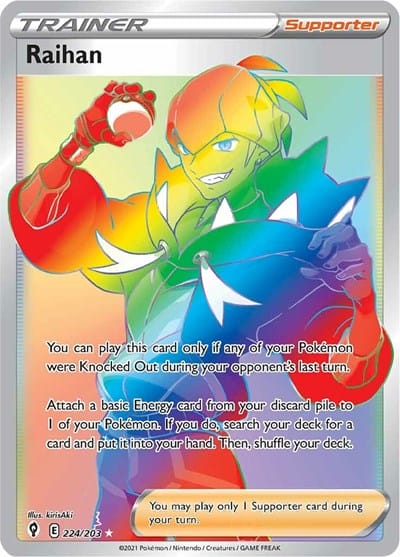 TRAINER Supporter
Raihan
You can play this card only if any of your Pokémon
were Knocked Out during your opponent's last turn.
Attach a basic Energy card from your discard pile to
1 of your Pokémon. If you do, search your deck for a
card and put it into your hand. Then, shuffle your deck.
Illus. kirisAki
You may play only 1 Supporter card during
your turn.
E 224/203 ★
©2021 Pokémon / Nintendo / Creatures / GAME FREAK